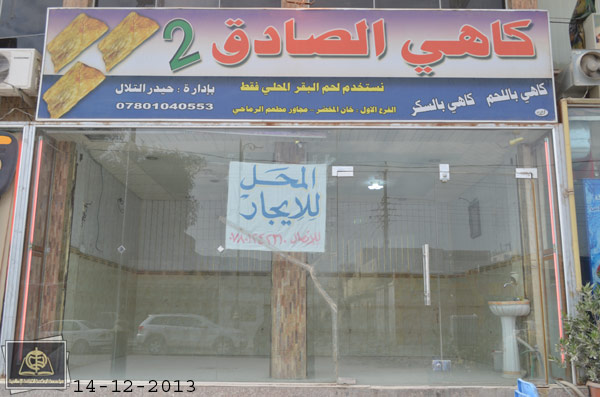 كاهي الصادق 2
كاهي باللحم كاهي بالسكر
نستخدم لحم البقر المحلي فقط
الفرع الاول : خان المخضر - مجاور مطعم الرماحي
بإدارة : حيدر التلال
07801040553
المحل
للايجار
14-12-2013